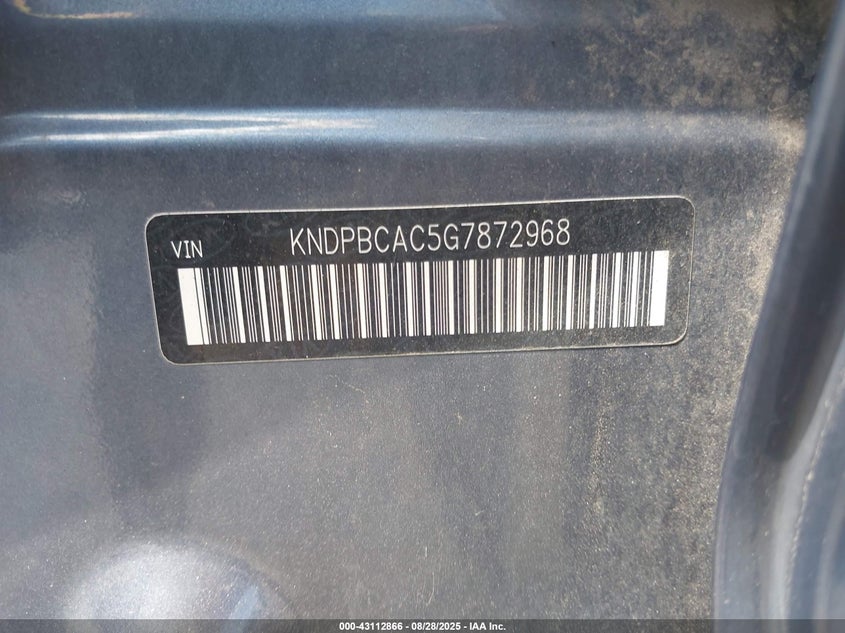 VIN KNDPBCAC5G7872968
000-43112866 - 08/28/2025 - IAA Inc.